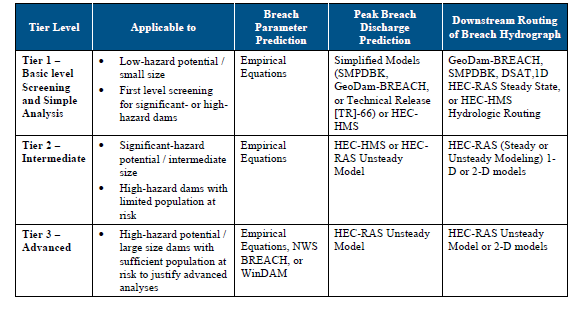 Tier Level
Applicable to
Breach
Parameter
Prediction
Peak Breach
Discharge
Prediction
Downstream Routing
of Breach Hydrograph
Tier 1 –
Basic level
Screening
and Simple
Analysis
• Low-hazard potential /
small size
• First level screening
for significant- or high-
hazard dams
Empirical
Equations
Simplified Models
(SMPDBK,
GeoDam-BREACH,
or Technical Release
[TR]-66) or HEC-
HMS
GeoDam-BREACH,
SMPDBK, DSAT,1D
HEC-RAS Steady State,
or HEC-HMS
Hydrologic Routing
Tier 2 –
Intermediate
• Significant-hazard
potential / intermediate
size
• High-hazard dams with
limited population at
risk
Empirical
Equations
HEC-HMS or HEC-
RAS Unsteady
Model
HEC-RAS (Steady or
Unsteady Modeling) 1-
D or 2-D models
Tier 3 –
Advanced
• High-hazard potential /
large size dams with
sufficient population at
risk to justify advanced
analyses
Empirical
Equations, NWS
BREACH, or
WinDAM
HEC-RAS Unsteady
Model
HEC-RAS Unsteady
Model or 2-D models